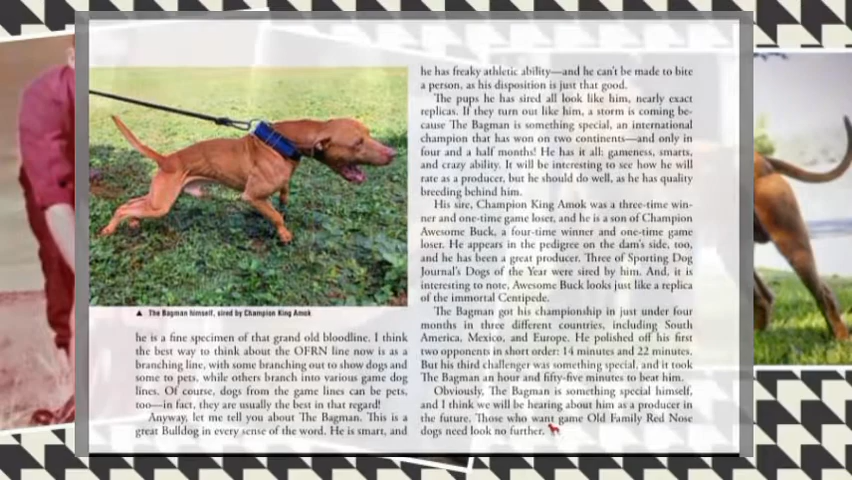 ▲ The Bagman himself, sired by Champion King Amok
he is a fine specimen of that grand old bloodline. I think
the best way to think about the OFRN line now is as a
branching line, with some branching out to show dogs and
some to pets, while others branch into various game dog
lines. Of course, dogs from the game lines can be pets,
too—in fact, they are usually the best in that regard!
Anyway, let me tell you about The Bagman. This is a
great Bulldog in every sense of the word. He is smart, and
he has freaky athletic ability—and he can't be made to bite
a person, as his disposition is just that good.
The pups he has sired all look like him, nearly exact
replicas. If they turn out like him, a storm is coming be-
cause The Bagman is something special, an international
champion that has won on two continents—and only in
four and a half months! He has it all: gameness, smarts,
and crazy ability. It will be interesting to see how he will
rate as a producer, but he should do well, as he has quality
breeding behind him.
His sire, Champion King Amok was a three-time win-
ner and one-time game loser, and he is a son of Champion
Awesome Buck, a four-time winner and one-time game
loser. He appears in the pedigree on the dam's side, too,
and he has been a great producer. Three of Sporting Dog
Journal's Dogs of the Year were sired by him. And, it is
interesting to note, Awesome Buck looks just like a replica
of the immortal Centipede.
The Bagman got his championship in just under four
months in three different countries, including South
America, Mexico, and Europe. He polished off his first
two opponents in short order: 14 minutes and 22 minutes.
But his third challenger was something special, and it took
The Bagman an hour and fifty-five minutes to beat him.
Obviously, The Bagman is something special himself,
and I think we will be hearing about him as a producer in
the future. Those who want game Old Family Red Nose
dogs need look no further.